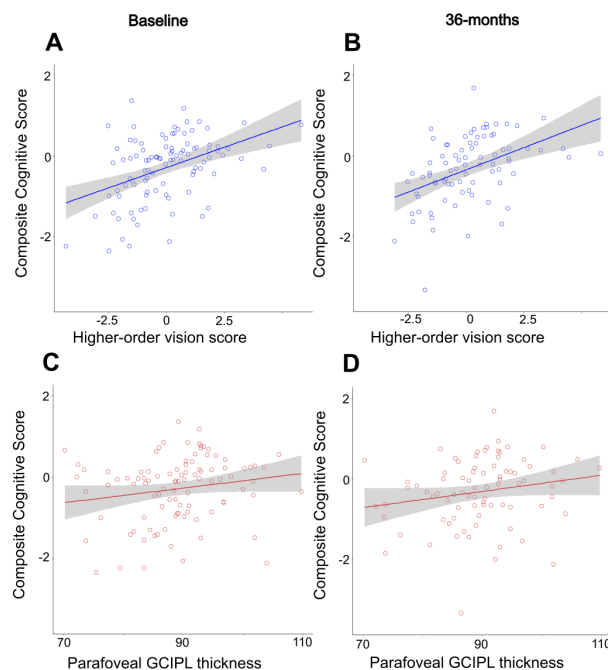 Baseline
36-months
A
B
2
0
-2
Composite Cognitive Score
-2.5 0 2.5
Higher-order vision score
2
0
-2
Composite Cognitive Score
-2.5 0 2.5
Higher-order vision score
C
D
2
0
-2
Composite Cognitive Score
70 90 110
Parafoveal GCIPL thickness
2
0
-2
Composite Cognitive Score
70 90 110
Parafoveal GCIPL thickness